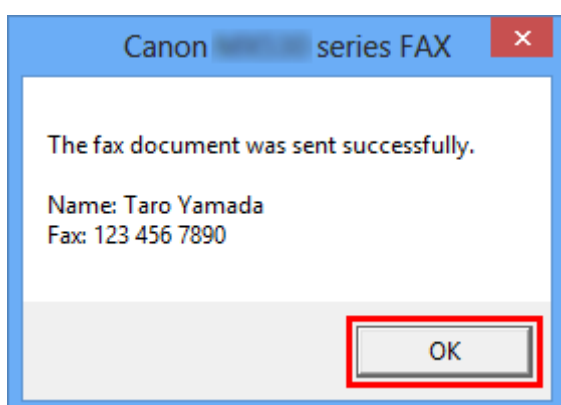 Canon series FAX
The fax document was sent successfully.
Name: Taro Yamada
Fax: 123 456 7890
OK